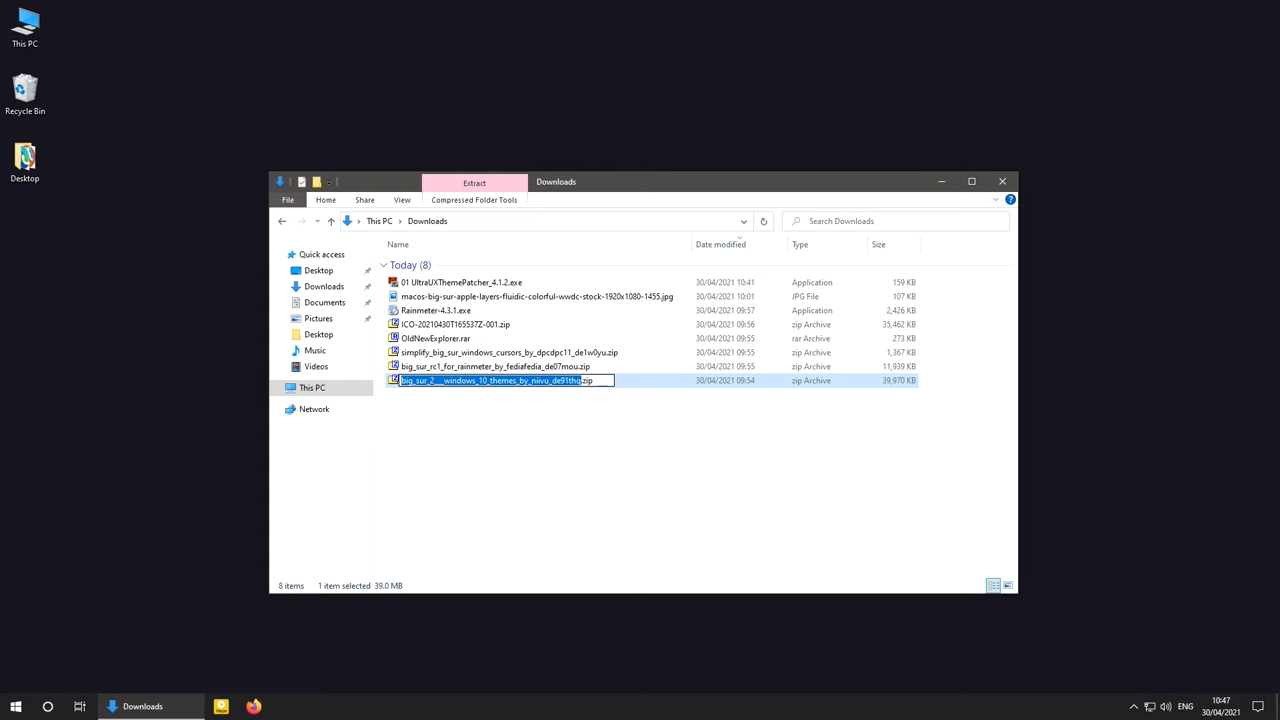 This PC
Recycle Bin
Desktop
Extract
Downloads
File
Home
Share
View
Compressed Folder Tools
This PC
Downloads
Search Downloads
Name
Date modified
Type
Size
Quick access
Desktop
Downloads
Documents
Pictures
Desktop
Music
Videos
This PC
Network
Today (8)
01 UltraUXThemePatcher_4.1.2.exe 30/04/2021 10:41 Application 159 KB
macos-big-sur-apple-layers-fluidic-colorful-wwdc-stock-1920x1080-1455.jpg 30/04/2021 10:01 JPG File 107 KB
Rainmeter-4.3.1.exe 30/04/2021 09:57 Application 2,426 KB
ICO-20210430T165537Z-001.zip 30/04/2021 09:56 zip Archive 35,462 KB
OldNewExplorer.rar 30/04/2021 09:55 rar Archive 273 KB
simplify_big_sur_windows_cursors_by_dpcdpc11_de1w0yu.zip 30/04/2021 09:55 zip Archive 1,367 KB
big_sur_rc1_for_rainmeter_by_fediafedia_de07mou.zip 30/04/2021 09:55 zip Archive 11,939 KB
big_sur_2__windows_10_themes_by_niivu_de91tho.zip 30/04/2021 09:54 zip Archive 39,970 KB
8 items 1 item selected 39.0 MB
Downloads
ENG
10:47
30/04/2021